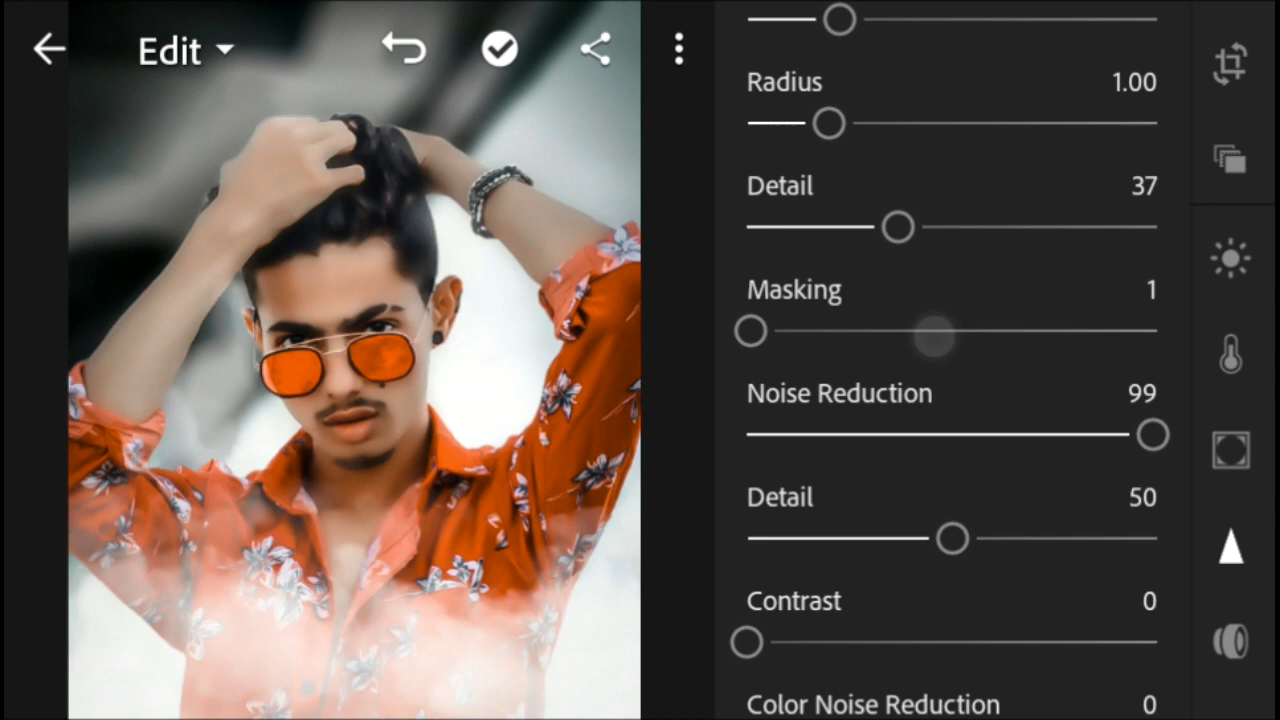 Edit
Radius 1.00
Detail 37
Masking 1
Noise Reduction 99
Detail 50
Contrast 0
Color Noise Reduction 0